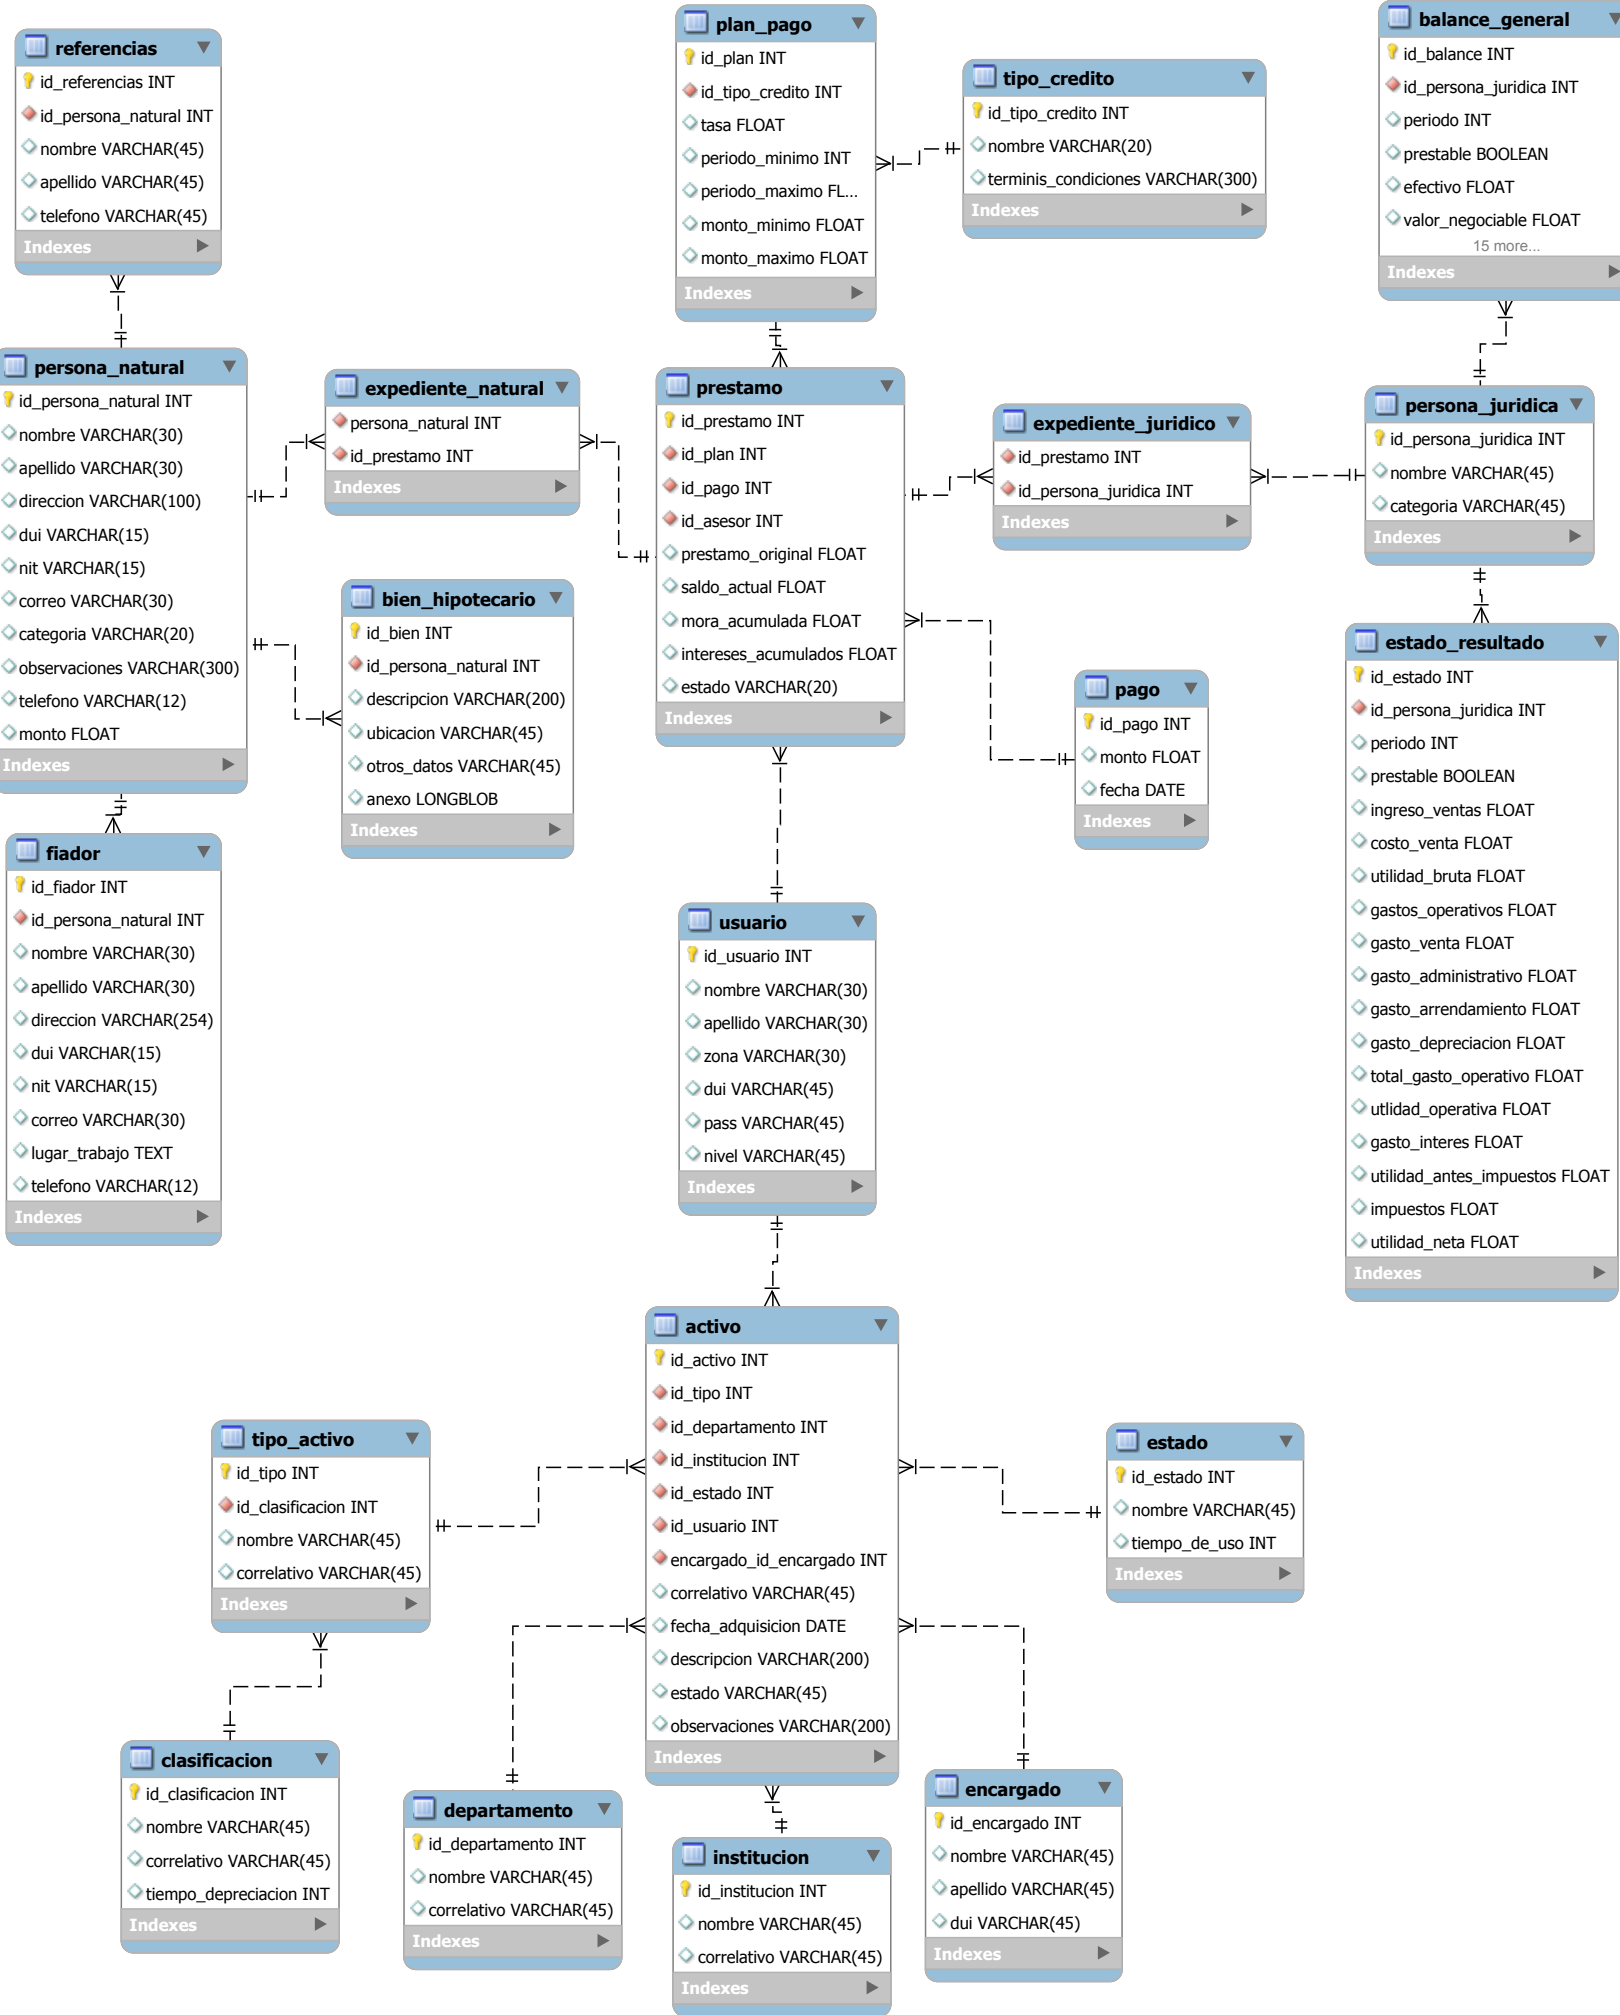 referencias
id_referencias INT
id_persona_natural INT
nombre VARCHAR(45)
apellido VARCHAR(45)
telefono VARCHAR(45)
Indexes
plan_pago
id_plan INT
id_tipo_credito INT
tasa FLOAT
periodo_minimo INT
periodo_maximo FL...
monto_minimo FLOAT
monto_maximo FLOAT
Indexes
tipo_credito
id_tipo_credito INT
nombre VARCHAR(20)
terminis_condiciones VARCHAR(300)
Indexes
balance_general
id_balance INT
id_persona_juridica INT
periodo INT
prestable BOOLEAN
efectivo FLOAT
valor_negociable FLOAT
15 more...
Indexes
persona_natural
id_persona_natural INT
nombre VARCHAR(30)
apellido VARCHAR(30)
direccion VARCHAR(100)
dui VARCHAR(15)
nit VARCHAR(15)
correo VARCHAR(30)
categoria VARCHAR(20)
observaciones VARCHAR(300)
telefono VARCHAR(12)
monto FLOAT
Indexes
expediente_natural
persona_natural INT
id_prestamo INT
Indexes
prestamo
id_prestamo INT
id_plan INT
id_pago INT
id_asesor INT
prestamo_original FLOAT
saldo_actual FLOAT
mora_acumulada FLOAT
intereses_acumulados FLOAT
estado VARCHAR(20)
Indexes
expediente_juridico
id_prestamo INT
id_persona_juridica INT
Indexes
persona_juridica
id_persona_juridica INT
nombre VARCHAR(45)
categoria VARCHAR(45)
Indexes
bien_hipotecario
id_bien INT
id_persona_natural INT
descripcion VARCHAR(200)
ubicacion VARCHAR(45)
otros_datos VARCHAR(45)
anexo LONGBLOB
Indexes
pago
id_pago INT
monto FLOAT
fecha DATE
Indexes
estado_resultado
id_estado INT
id_persona_juridica INT
periodo INT
prestable BOOLEAN
ingreso_ventas FLOAT
costo_venta FLOAT
utilidad_bruta FLOAT
gastos_operativos FLOAT
gasto_venta FLOAT
gasto_administrativo FLOAT
gasto_arrendamiento FLOAT
gasto_depreciacion FLOAT
total_gasto_operativo FLOAT
utlidad_operativa FLOAT
gasto_interes FLOAT
utilidad_antes_impuestos FLOAT
impuestos FLOAT
utilidad_neta FLOAT
Indexes
fiador
id_fiador INT
id_persona_natural INT
nombre VARCHAR(30)
apellido VARCHAR(30)
direccion VARCHAR(254)
dui VARCHAR(15)
nit VARCHAR(15)
correo VARCHAR(30)
lugar_trabajo TEXT
telefono VARCHAR(12)
Indexes
usuario
id_usuario INT
nombre VARCHAR(30)
apellido VARCHAR(30)
zona VARCHAR(30)
dui VARCHAR(45)
pass VARCHAR(45)
nivel VARCHAR(45)
Indexes
activo
id_activo INT
id_tipo INT
id_departamento INT
id_institucion INT
id_estado INT
id_usuario INT
encargado_id_encargado INT
correlativo VARCHAR(45)
fecha_adquisicion DATE
descripcion VARCHAR(200)
estado VARCHAR(45)
observaciones VARCHAR(200)
Indexes
tipo_activo
id_tipo INT
id_clasificacion INT
nombre VARCHAR(45)
correlativo VARCHAR(45)
Indexes
estado
id_estado INT
nombre VARCHAR(45)
tiempo_de_uso INT
Indexes
clasificacion
id_clasificacion INT
nombre VARCHAR(45)
correlativo VARCHAR(45)
tiempo_depreciacion INT
Indexes
departamento
id_departamento INT
nombre VARCHAR(45)
correlativo VARCHAR(45)
Indexes
institucion
id_institucion INT
nombre VARCHAR(45)
correlativo VARCHAR(45)
Indexes
encargado
id_encargado INT
nombre VARCHAR(45)
apellido VARCHAR(45)
dui VARCHAR(45)
Indexes